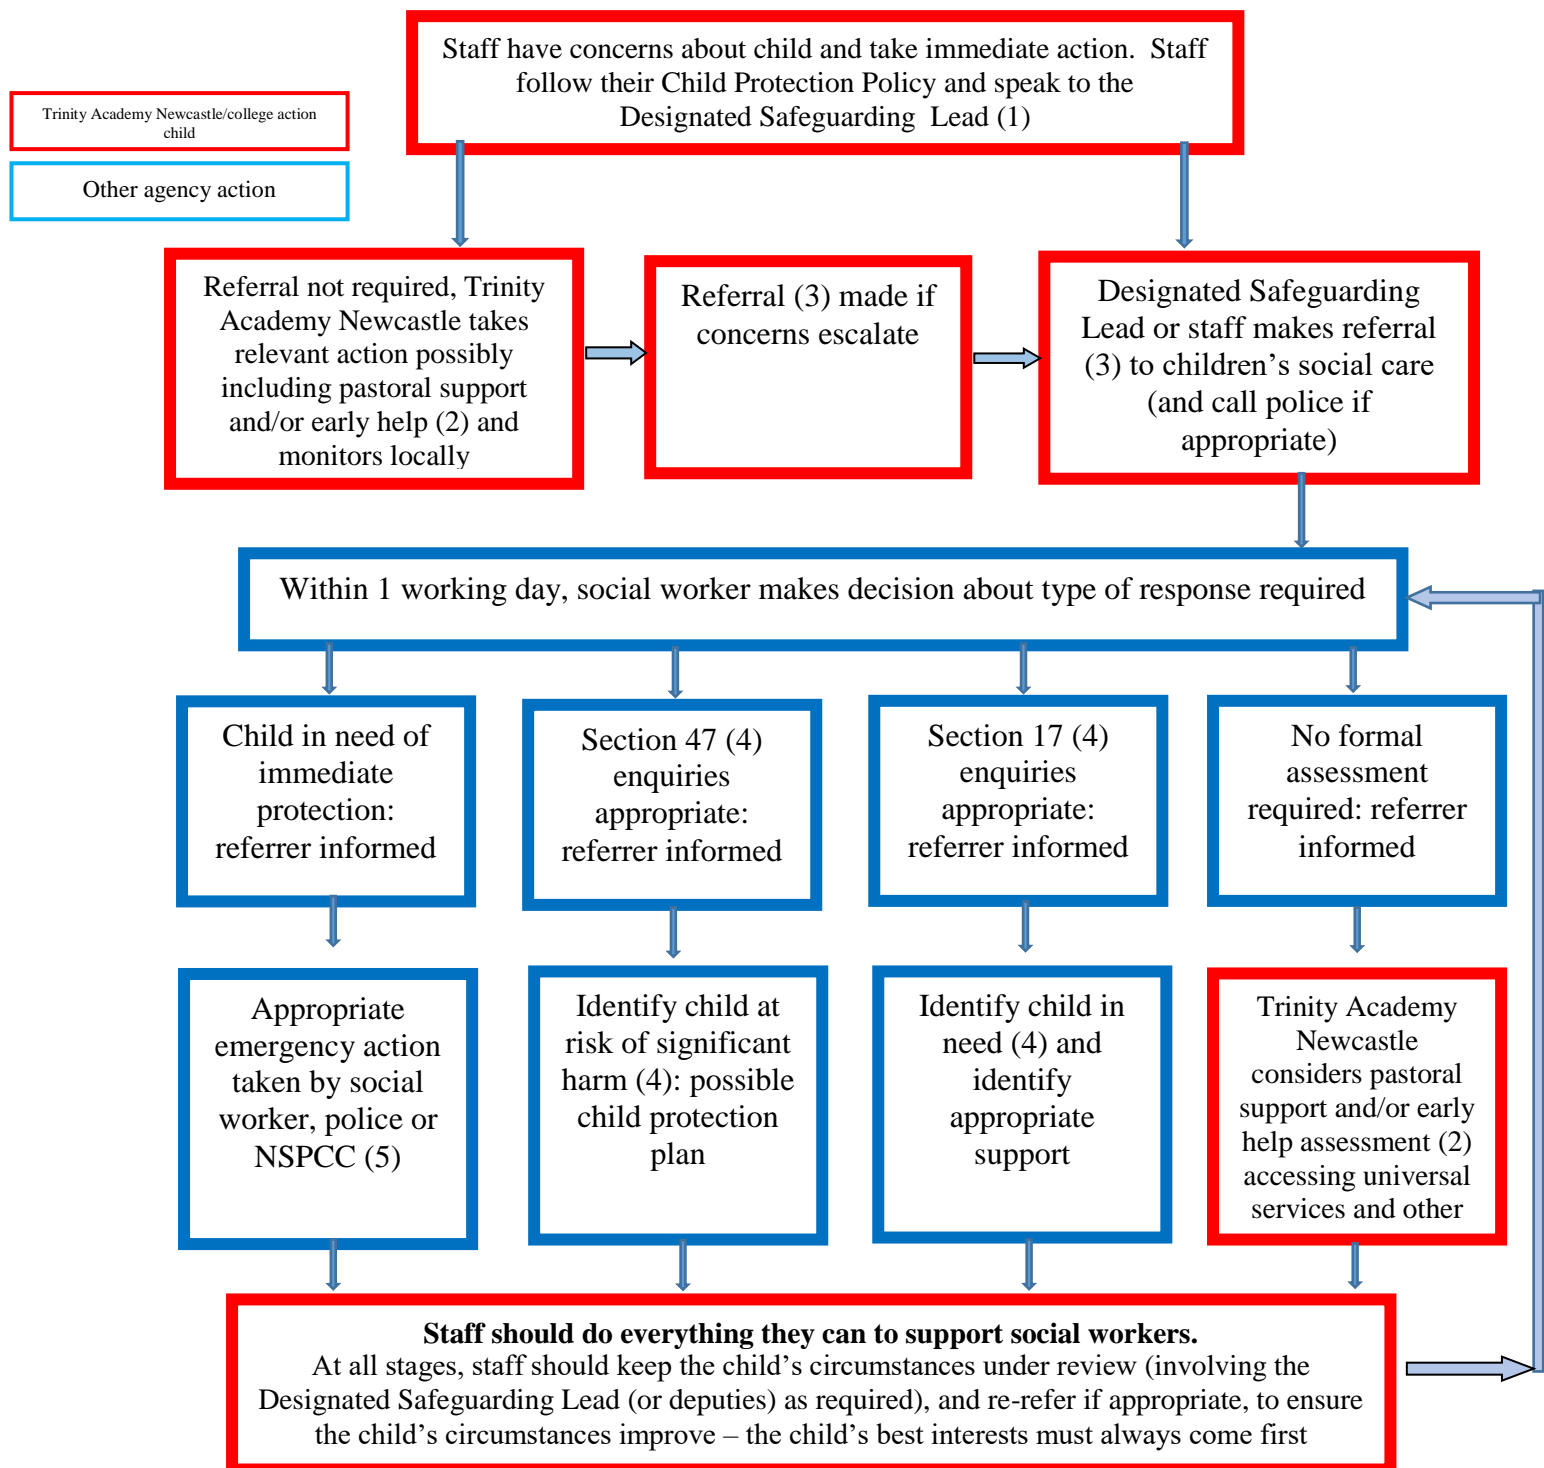 Staff have concerns about child and take immediate action.  Staff
follow their Child Protection Policy and speak to the
Designated Safeguarding  Lead (1)
Trinity Academy Newcastle/college action
child
Other agency action
Referral not required, Trinity
Academy Newcastle takes
relevant action possibly
including pastoral support
and/or early help (2) and
monitors locally
Referral (3) made if
concerns escalate
Designated Safeguarding
Lead or staff makes referral
(3) to children’s social care
(and call police if
appropriate)
Within 1 working day, social worker makes decision about type of response required
Child in need of
immediate
protection:
referrer informed
Section 47 (4)
enquiries
appropriate:
referrer informed
Section 17 (4)
enquiries
appropriate:
referrer informed
No formal
assessment
required: referrer
informed
Appropriate
emergency action
taken by social
worker, police or
NSPCC (5)
Identify child at
risk of significant
harm (4): possible
child protection
plan
Identify child in
need (4) and
identify
appropriate
support
Trinity Academy
Newcastle
considers pastoral
support and/or early
help assessment (2)
accessing universal
services and other
Staff should do everything they can to support social workers.
At all stages, staff should keep the child’s circumstances under review (involving the
Designated Safeguarding Lead (or deputies) as required), and re-refer if appropriate, to ensure
the child’s circumstances improve – the child’s best interests must always come first